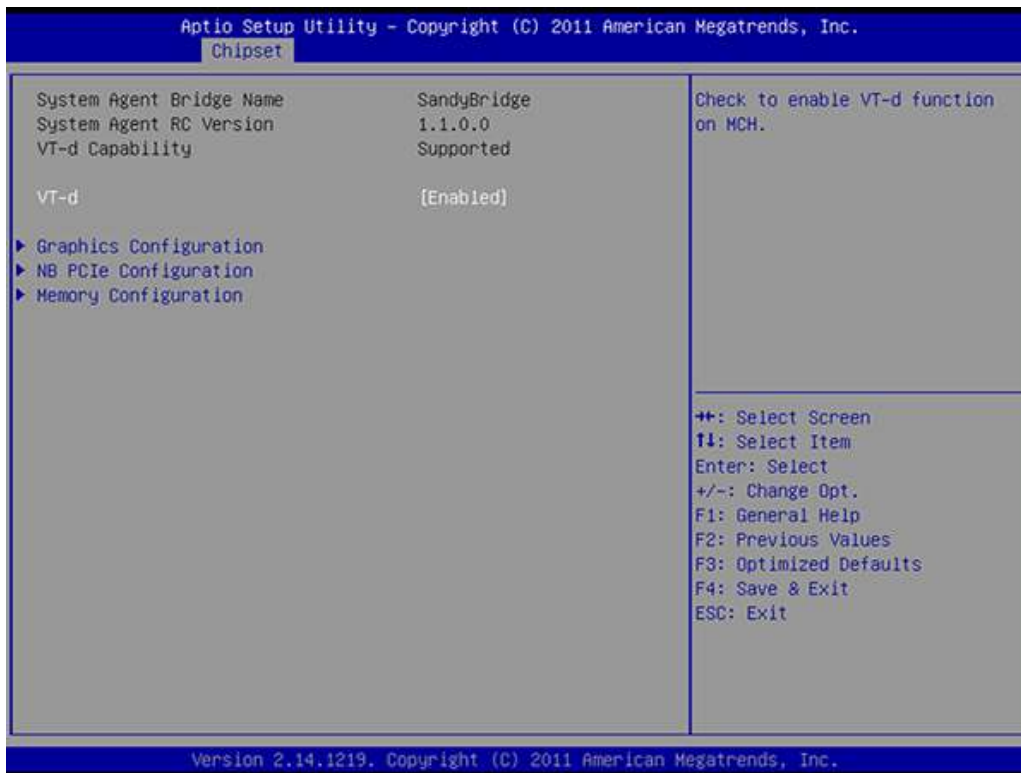 Aptio Setup Utility - Copyright (C) 2011 American Megatrends, Inc.
Chipset
System Agent Bridge Name SandyBridge
System Agent RC Version 1.1.0.0
VT-d Capability Supported
VT-d [Enabled]
Graphics Configuration
NB PCIe Configuration
Memory Configuration
Check to enable VT-d function
on MCH.
→←: Select Screen
↑↓: Select Item
Enter: Select
+/-: Change Opt.
F1: General Help
F2: Previous Values
F3: Optimized Defaults
F4: Save & Exit
ESC: Exit
Version 2.14.1219. Copyright (C) 2011 American Megatrends, Inc.